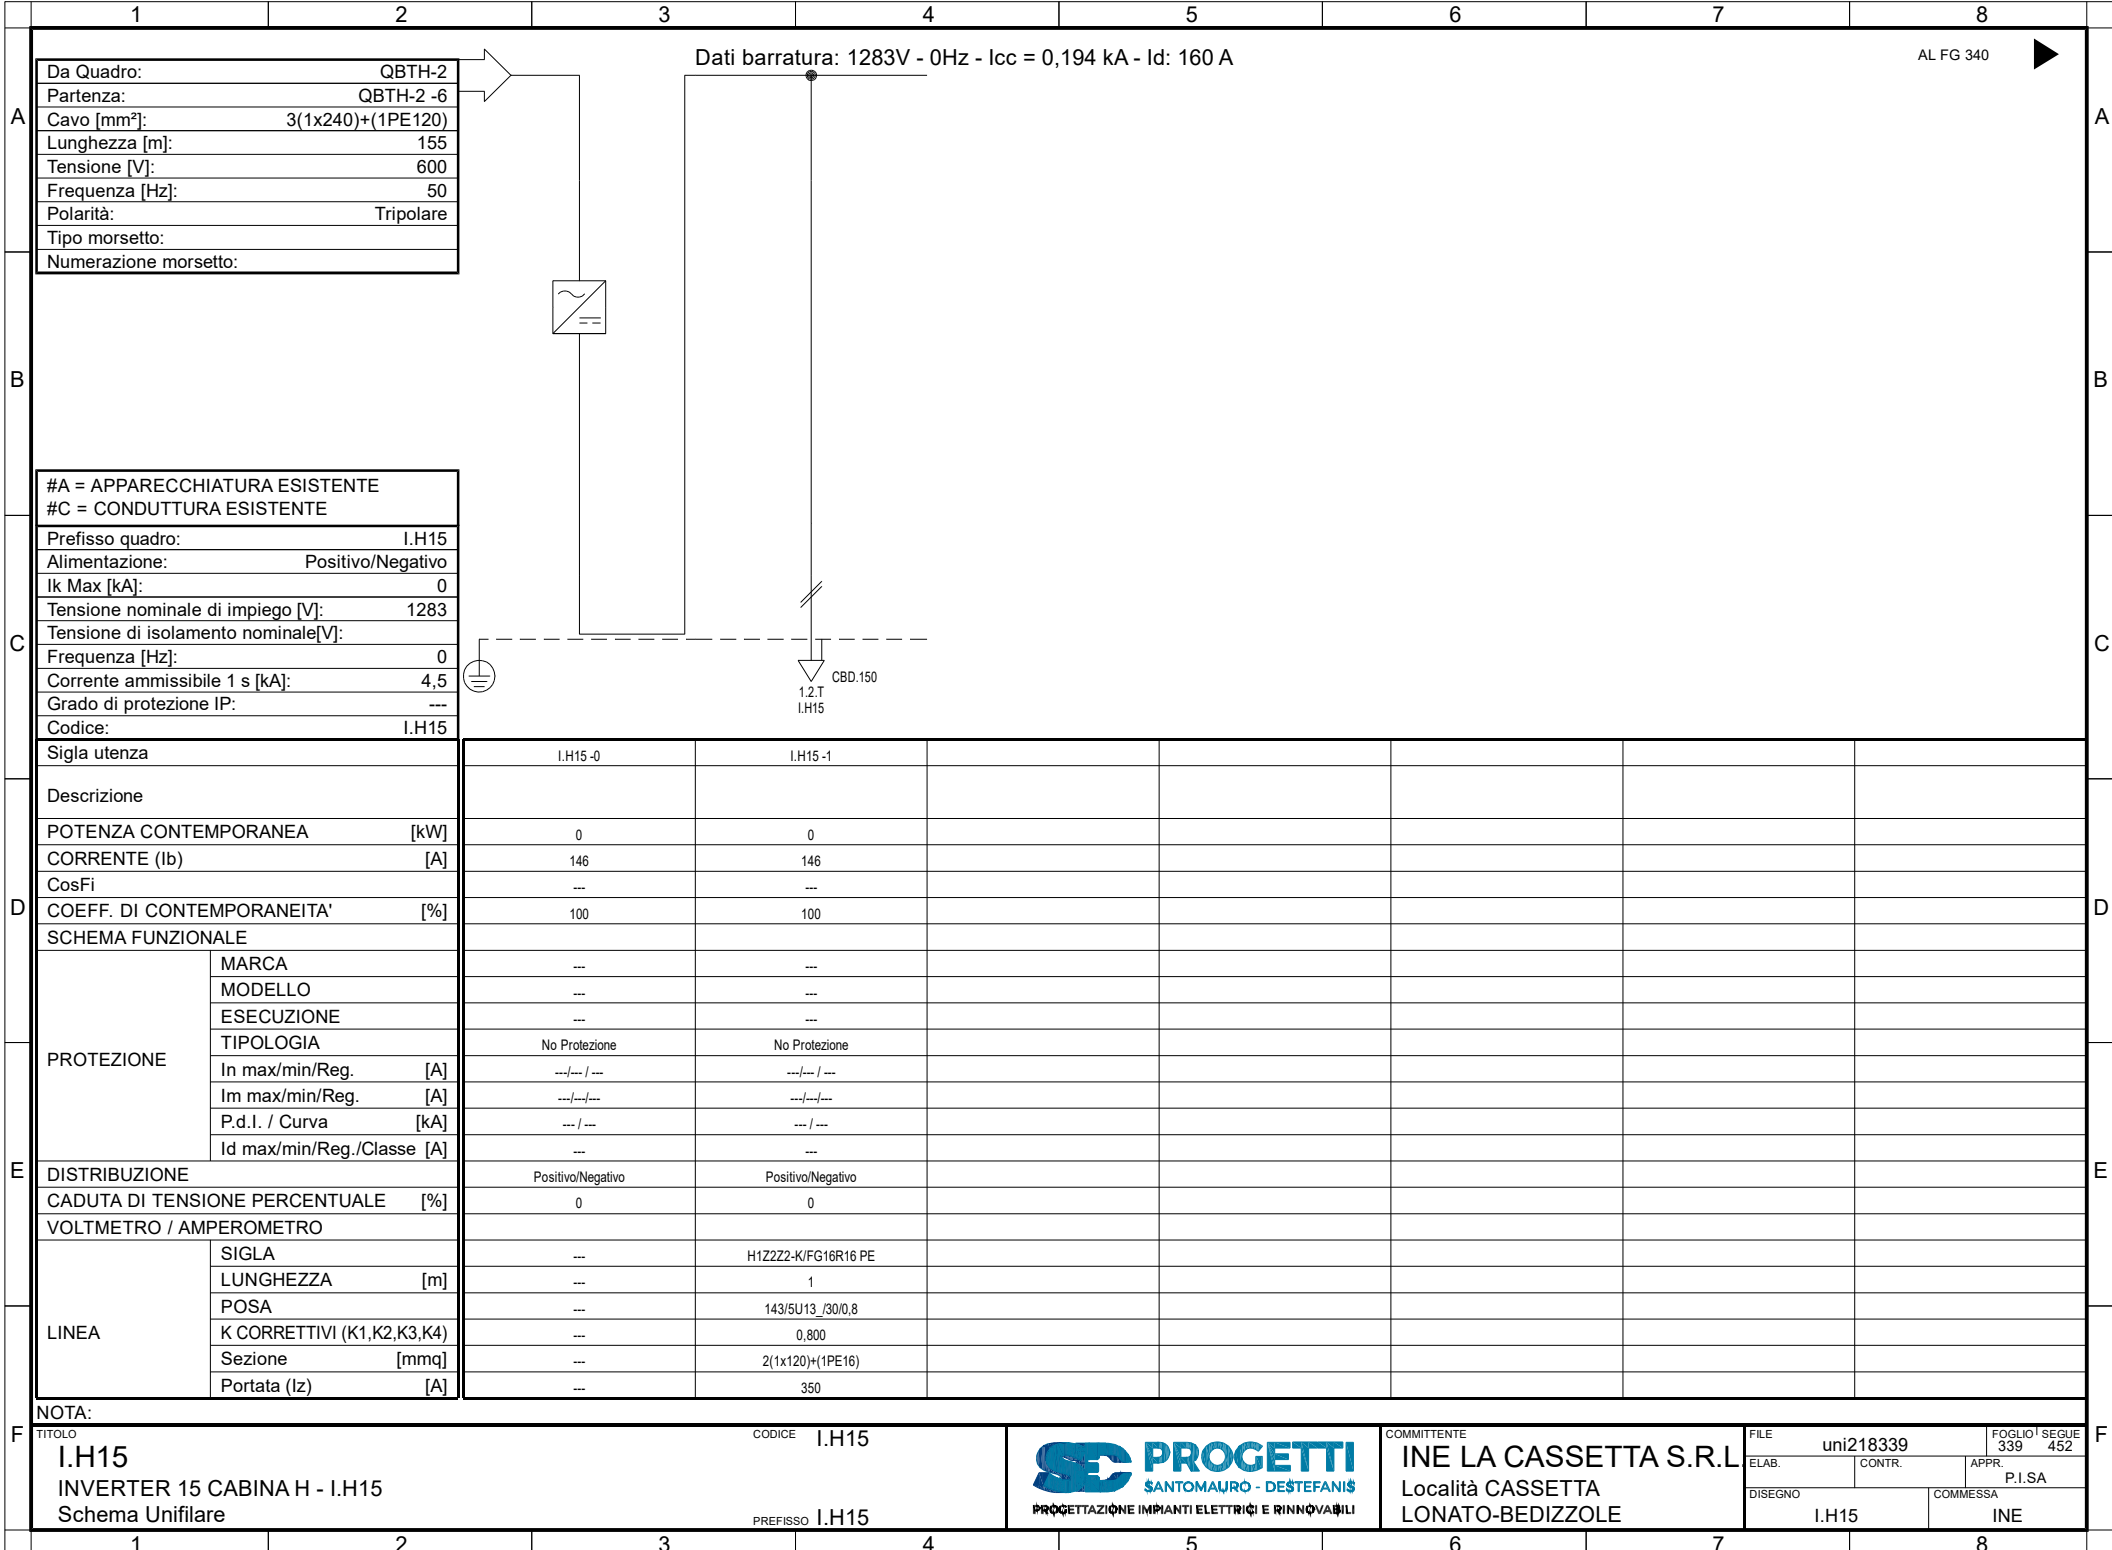 1 2 3 4 5 6 7 8
Dati barratura: 1283V - 0Hz - Icc = 0,194 kA - Id: 160 A
AL FG 340
Da Quadro: QBTH-2
Partenza: QBTH-2 -6
Cavo [mm²]: 3(1x240)+(1PE120)
Lunghezza [m]: 155
Tensione [V]: 600
Frequenza [Hz]: 50
Polarità: Tripolare
Tipo morsetto:
Numerazione morsetto:
A A
B B
#A = APPARECCHIATURA ESISTENTE
#C = CONDUTTURA ESISTENTE
Prefisso quadro: I.H15
Alimentazione: Positivo/Negativo
Ik Max [kA]: 0
Tensione nominale di impiego [V]: 1283
Tensione di isolamento nominale[V]:
Frequenza [Hz]: 0
Corrente ammissibile 1 s [kA]: 4,5
Grado di protezione IP: ---
Codice: I.H15
C C
CBD.150
1.2.T
I.H15
Sigla utenza I.H15 -0 I.H15 -1
Descrizione
POTENZA CONTEMPORANEA [kW] 0 0
CORRENTE (Ib) [A] 146 146
CosFi --- ---
D COEFF. DI CONTEMPORANEITA' [%] 100 100 D
SCHEMA FUNZIONALE
PROTEZIONE
MARCA --- ---
MODELLO --- ---
ESECUZIONE --- ---
TIPOLOGIA No Protezione No Protezione
In max/min/Reg. [A] ---/--- / --- ---/--- / ---
Im max/min/Reg. [A] ---/---/--- ---/---/---
P.d.I. / Curva [kA] --- / --- --- / ---
Id max/min/Reg./Classe [A] --- ---
E DISTRIBUZIONE Positivo/Negativo Positivo/Negativo E
CADUTA DI TENSIONE PERCENTUALE [%] 0 0
VOLTMETRO / AMPEROMETRO
LINEA
SIGLA --- H1Z2Z2-K/FG16R16 PE
LUNGHEZZA [m] --- 1
POSA --- 143/5U13_/30/0,8
K CORRETTIVI (K1,K2,K3,K4) --- 0,800
Sezione [mmq] --- 2(1x120)+(1PE16)
Portata (Iz) [A] --- 350
NOTA:
F F
TITOLO
I.H15
INVERTER 15 CABINA H - I.H15
Schema Unifilare
CODICE I.H15
PREFISSO I.H15
SD PROGETTI
SANTOMAURO - DESTEFANIS
PROGETTAZIONE IMPIANTI ELETTRICI E RINNOVABILI
COMMITTENTE
INE LA CASSETTA S.R.L.
Località CASSETTA
LONATO-BEDIZZOLE
FILE uni218339
FOGLIO 339 SEGUE 452
ELAB. CONTR. APPR. P.I.SA
DISEGNO I.H15
COMMESSA INE
1 2 3 4 5 6 7 8